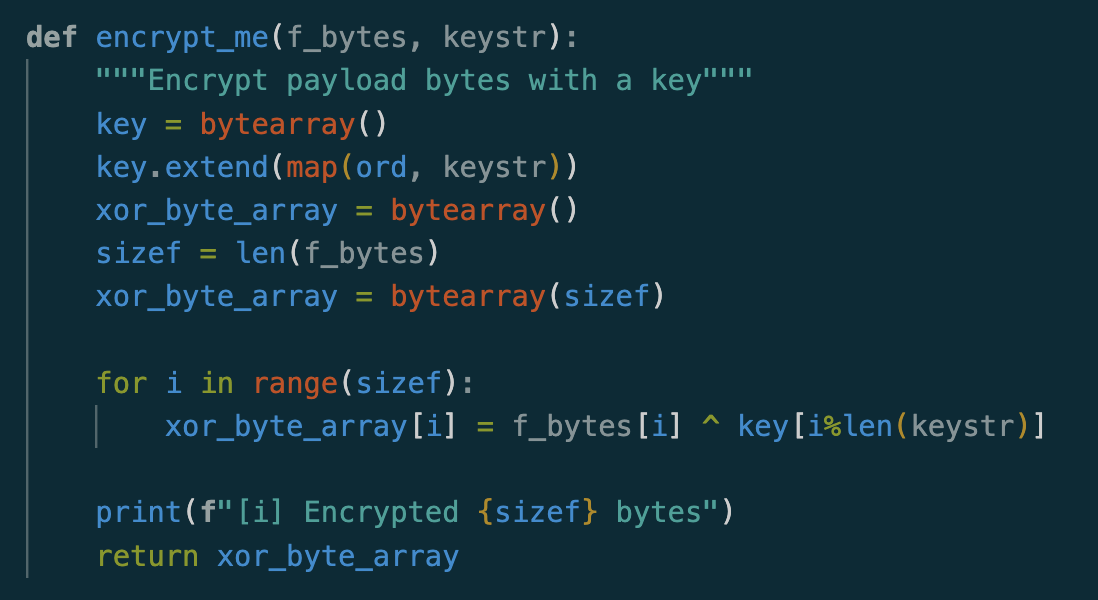 def encrypt_me(f_bytes, keystr):
    """Encrypt payload bytes with a key"""
    key = bytearray()
    key.extend(map(ord, keystr))
    xor_byte_array = bytearray()
    sizef = len(f_bytes)
    xor_byte_array = bytearray(sizef)

    for i in range(sizef):
        xor_byte_array[i] = f_bytes[i] ^ key[i%len(keystr)]

    print(f"[i] Encrypted {sizef} bytes")
    return xor_byte_array